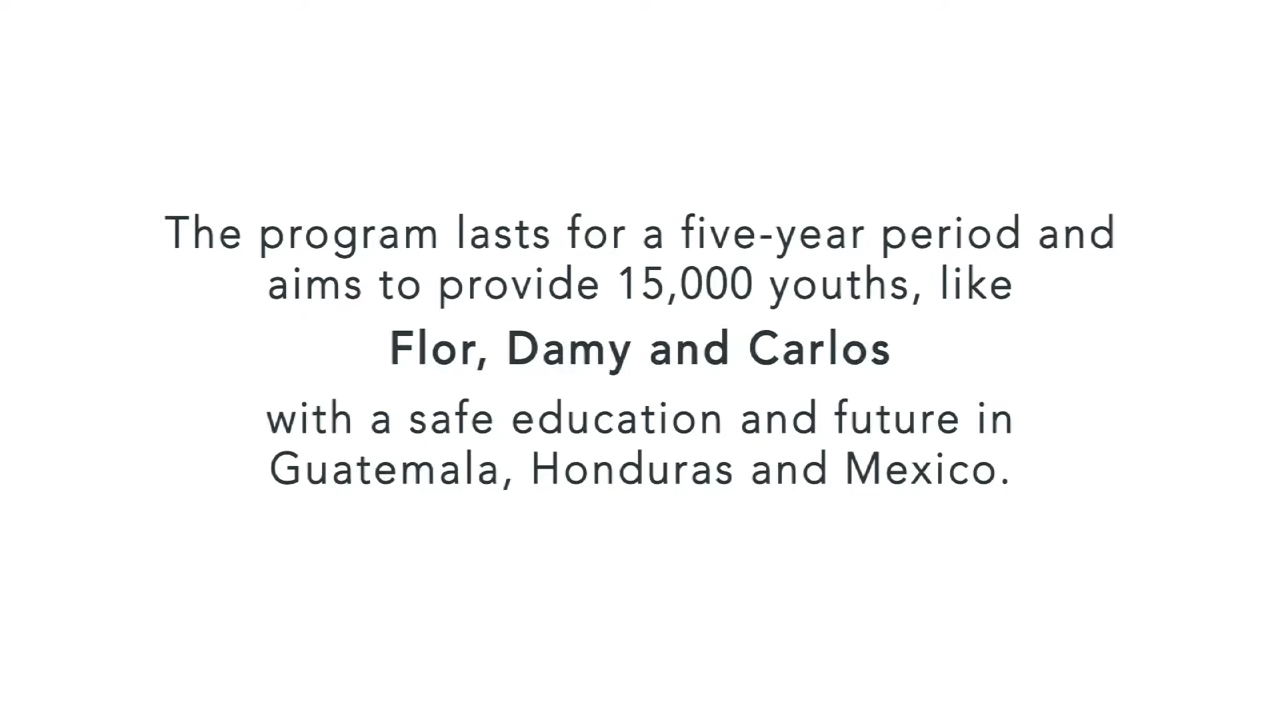 The program lasts for a five-year period and
aims to provide 15,000 youths, like
Flor, Damy and Carlos
with a safe education and future in
Guatemala, Honduras and Mexico.